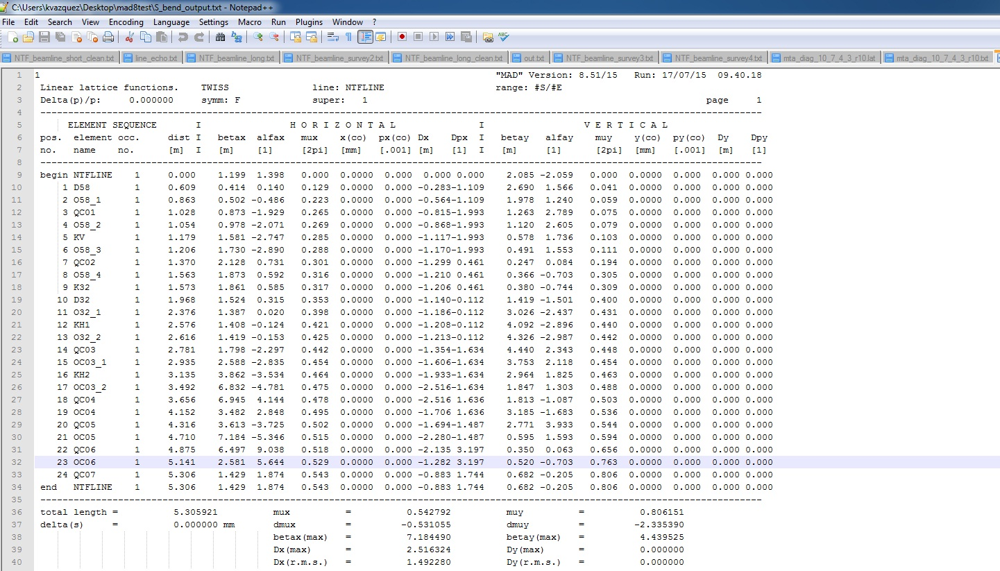 C:\Users\kvazquez\Desktop\mad8test\S_bend_output.txt - Notepad++
File Edit Search View Encoding Language Settings Macro Run Plugins Window ?
NTF_beamline_short_clean.txt line_echo.txt NTF_beamline_long.txt NTF_beamline_survey2.txt NTF_beamline_long_clean.txt out.txt NTF_beamline_survey3.txt NTF_beamline_survey4.txt mta_diag_10_7_4_3_r10.lat mta_diag_10_7_4_3_r10.txt
1 1 "MAD" Version: 8.51/15 Run: 17/07/15 09.40.18
2 Linear lattice functions. TWISS line: NTFLINE range: #S/#E
3 Delta(p)/p: 0.000000 symm: F super: 1 page 1
4 ----------------------------------------------------------------------------------------------------------------------------------
5 ELEMENT SEQUENCE I H O R I Z O N T A L I V E R T I C A L
6 pos. element occ. dist I betax alfax mux x(co) px(co) Dx Dpx I betay alfay muy y(co) py(co) Dy Dpy
7 no. name no. [m] I [m] [1] [2pi] [mm] [.001] [m] [1] I [m] [1] [2pi] [mm] [.001] [m] [1]
8 ----------------------------------------------------------------------------------------------------------------------------------
9 begin NTFLINE 1 0.000 1.199 1.398 0.000 0.0000 0.000 0.000 0.000 2.085 -2.059 0.000 0.0000 0.000 0.000 0.000
10 1 D58 1 0.609 0.414 0.140 0.129 0.0000 0.000 -0.283-1.109 2.690 1.566 0.041 0.0000 0.000 0.000 0.000
11 2 O58_1 1 0.863 0.502 -0.486 0.223 0.0000 0.000 -0.564-1.109 1.978 1.240 0.059 0.0000 0.000 0.000 0.000
12 3 QC01 1 1.028 0.873 -1.929 0.265 0.0000 0.000 -0.815-1.993 1.263 2.789 0.075 0.0000 0.000 0.000 0.000
13 4 O58_2 1 1.054 0.978 -2.071 0.269 0.0000 0.000 -0.868-1.993 1.120 2.605 0.079 0.0000 0.000 0.000 0.000
14 5 KV 1 1.179 1.581 -2.747 0.285 0.0000 0.000 -1.117-1.993 0.578 1.736 0.103 0.0000 0.000 0.000 0.000
15 6 O58_3 1 1.206 1.730 -2.890 0.288 0.0000 0.000 -1.170-1.993 0.491 1.553 0.111 0.0000 0.000 0.000 0.000
16 7 QC02 1 1.370 2.128 0.731 0.301 0.0000 0.000 -1.299 0.461 0.247 0.084 0.194 0.0000 0.000 0.000 0.000
17 8 O58_4 1 1.563 1.873 0.592 0.316 0.0000 0.000 -1.210 0.461 0.366 -0.703 0.305 0.0000 0.000 0.000 0.000
18 9 K32 1 1.573 1.861 0.585 0.317 0.0000 0.000 -1.206 0.461 0.380 -0.744 0.309 0.0000 0.000 0.000 0.000
19 10 D32 1 1.968 1.524 0.315 0.353 0.0000 0.000 -1.140-0.112 1.419 -1.501 0.400 0.0000 0.000 0.000 0.000
20 11 O32_1 1 2.376 1.387 0.020 0.398 0.0000 0.000 -1.186-0.112 3.026 -2.437 0.431 0.0000 0.000 0.000 0.000
21 12 KH1 1 2.576 1.408 -0.124 0.421 0.0000 0.000 -1.208-0.112 4.092 -2.896 0.440 0.0000 0.000 0.000 0.000
22 13 O32_2 1 2.616 1.419 -0.153 0.425 0.0000 0.000 -1.213-0.112 4.326 -2.987 0.442 0.0000 0.000 0.000 0.000
23 14 QC03 1 2.781 1.798 -2.297 0.442 0.0000 0.000 -1.354-1.634 4.440 2.343 0.448 0.0000 0.000 0.000 0.000
24 15 OC03_1 1 2.935 2.588 -2.835 0.454 0.0000 0.000 -1.606-1.634 3.753 2.118 0.454 0.0000 0.000 0.000 0.000
25 16 KH2 1 3.135 3.862 -3.534 0.464 0.0000 0.000 -1.933-1.634 2.964 1.825 0.463 0.0000 0.000 0.000 0.000
26 17 OC03_2 1 3.492 6.832 -4.781 0.475 0.0000 0.000 -2.516-1.634 1.847 1.303 0.488 0.0000 0.000 0.000 0.000
27 18 QC04 1 3.656 6.945 4.144 0.478 0.0000 0.000 -2.516 1.636 1.813 -1.087 0.503 0.0000 0.000 0.000 0.000
28 19 OC04 1 4.152 3.482 2.848 0.495 0.0000 0.000 -1.706 1.636 3.185 -1.683 0.536 0.0000 0.000 0.000 0.000
29 20 QC05 1 4.316 3.613 -3.725 0.502 0.0000 0.000 -1.694-1.487 2.771 3.933 0.544 0.0000 0.000 0.000 0.000
30 21 OC05 1 4.710 7.184 -5.346 0.515 0.0000 0.000 -2.280-1.487 0.595 1.593 0.594 0.0000 0.000 0.000 0.000
31 22 QC06 1 4.875 6.497 9.038 0.518 0.0000 0.000 -2.135 3.197 0.350 0.063 0.656 0.0000 0.000 0.000 0.000
32 23 OC06 1 5.141 2.581 5.644 0.529 0.0000 0.000 -1.282 3.197 0.520 -0.703 0.763 0.0000 0.000 0.000 0.000
33 24 QC07 1 5.306 1.429 1.874 0.543 0.0000 0.000 -0.883 1.744 0.682 -0.205 0.806 0.0000 0.000 0.000 0.000
34 end NTFLINE 1 5.306 1.429 1.874 0.543 0.0000 0.000 -0.883 1.744 0.682 -0.205 0.806 0.0000 0.000 0.000 0.000
35 ----------------------------------------------------------------------------------------------------------------------------------
36 total length = 5.305921 mux = 0.542792 muy = 0.806151
37 delta(s) = 0.000000 mm dmux = -0.531055 dmuy = -2.335390
38 betax(max) = 7.184490 betay(max) = 4.439525
39 Dx(max) = 2.516324 Dy(max) = 0.000000
40 Dx(r.m.s.) = 1.492280 Dy(r.m.s.) = 0.000000